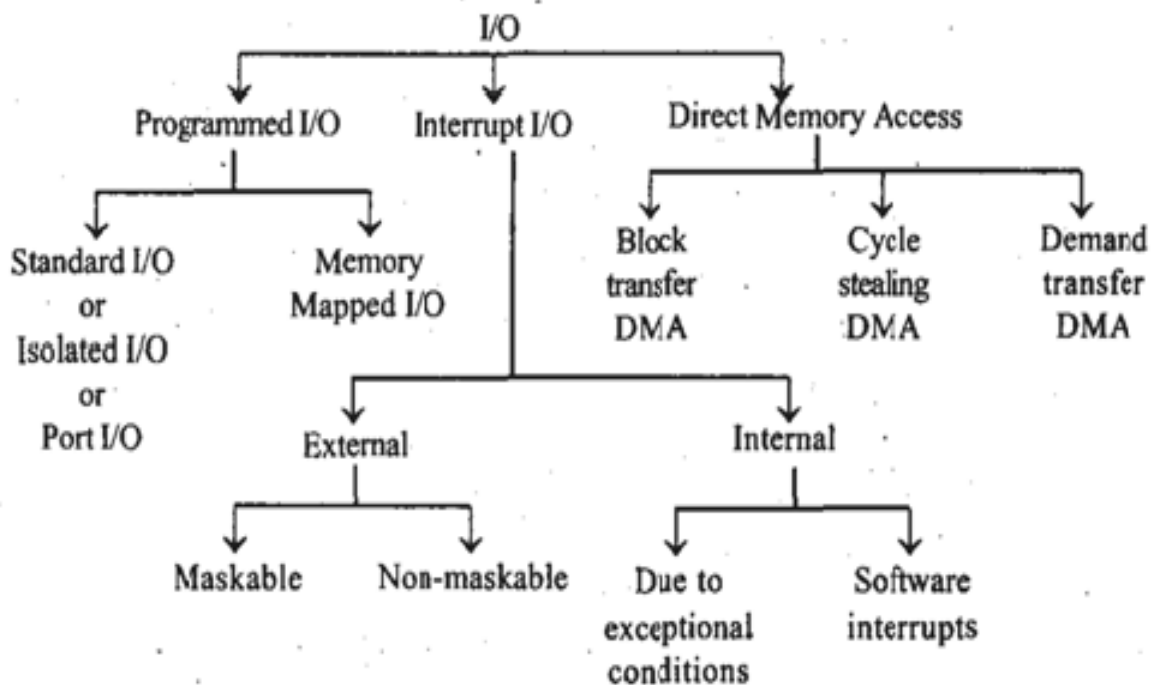 I/O
Programmed I/O
Interrupt I/O
Direct Memory Access
Standard I/O
or
Isolated I/O
or
Port I/O
Memory
Mapped I/O
Block
transfer
DMA
Cycle
stealing
DMA
Demand
transfer
DMA
External
Internal
Maskable
Non-maskable
Due to
exceptional
conditions
Software
interrupts